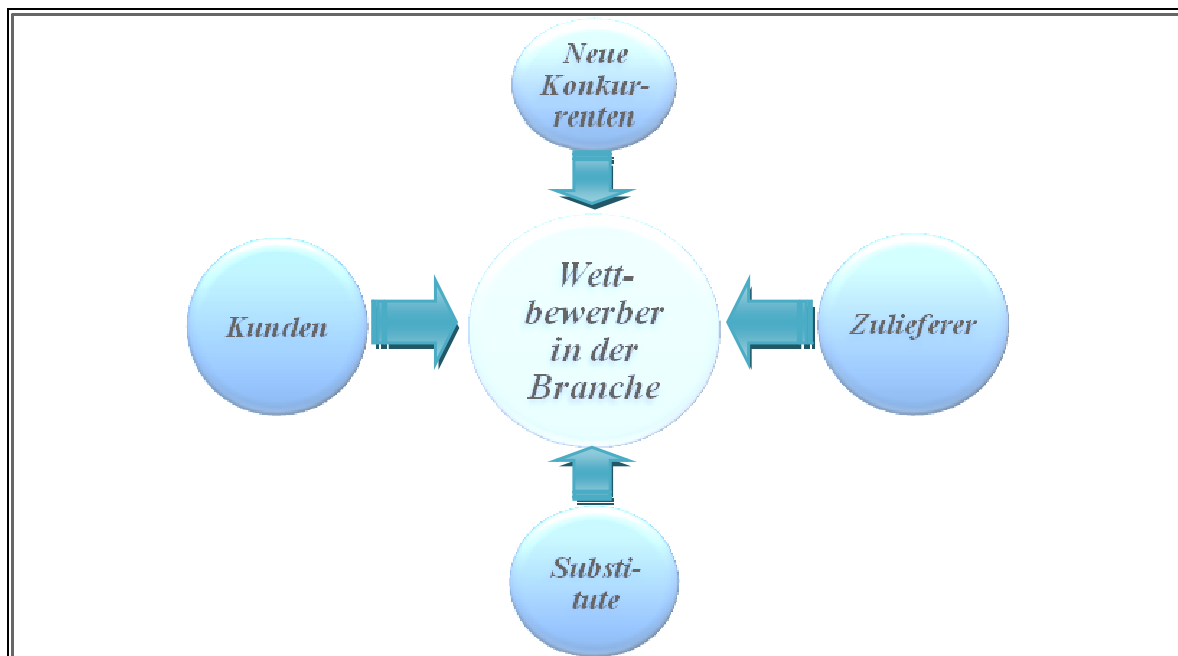 Neue
Konkur-
renten
Kunden
Wett-
bewerber
in der
Branche
Zulieferer
Substi-
tute